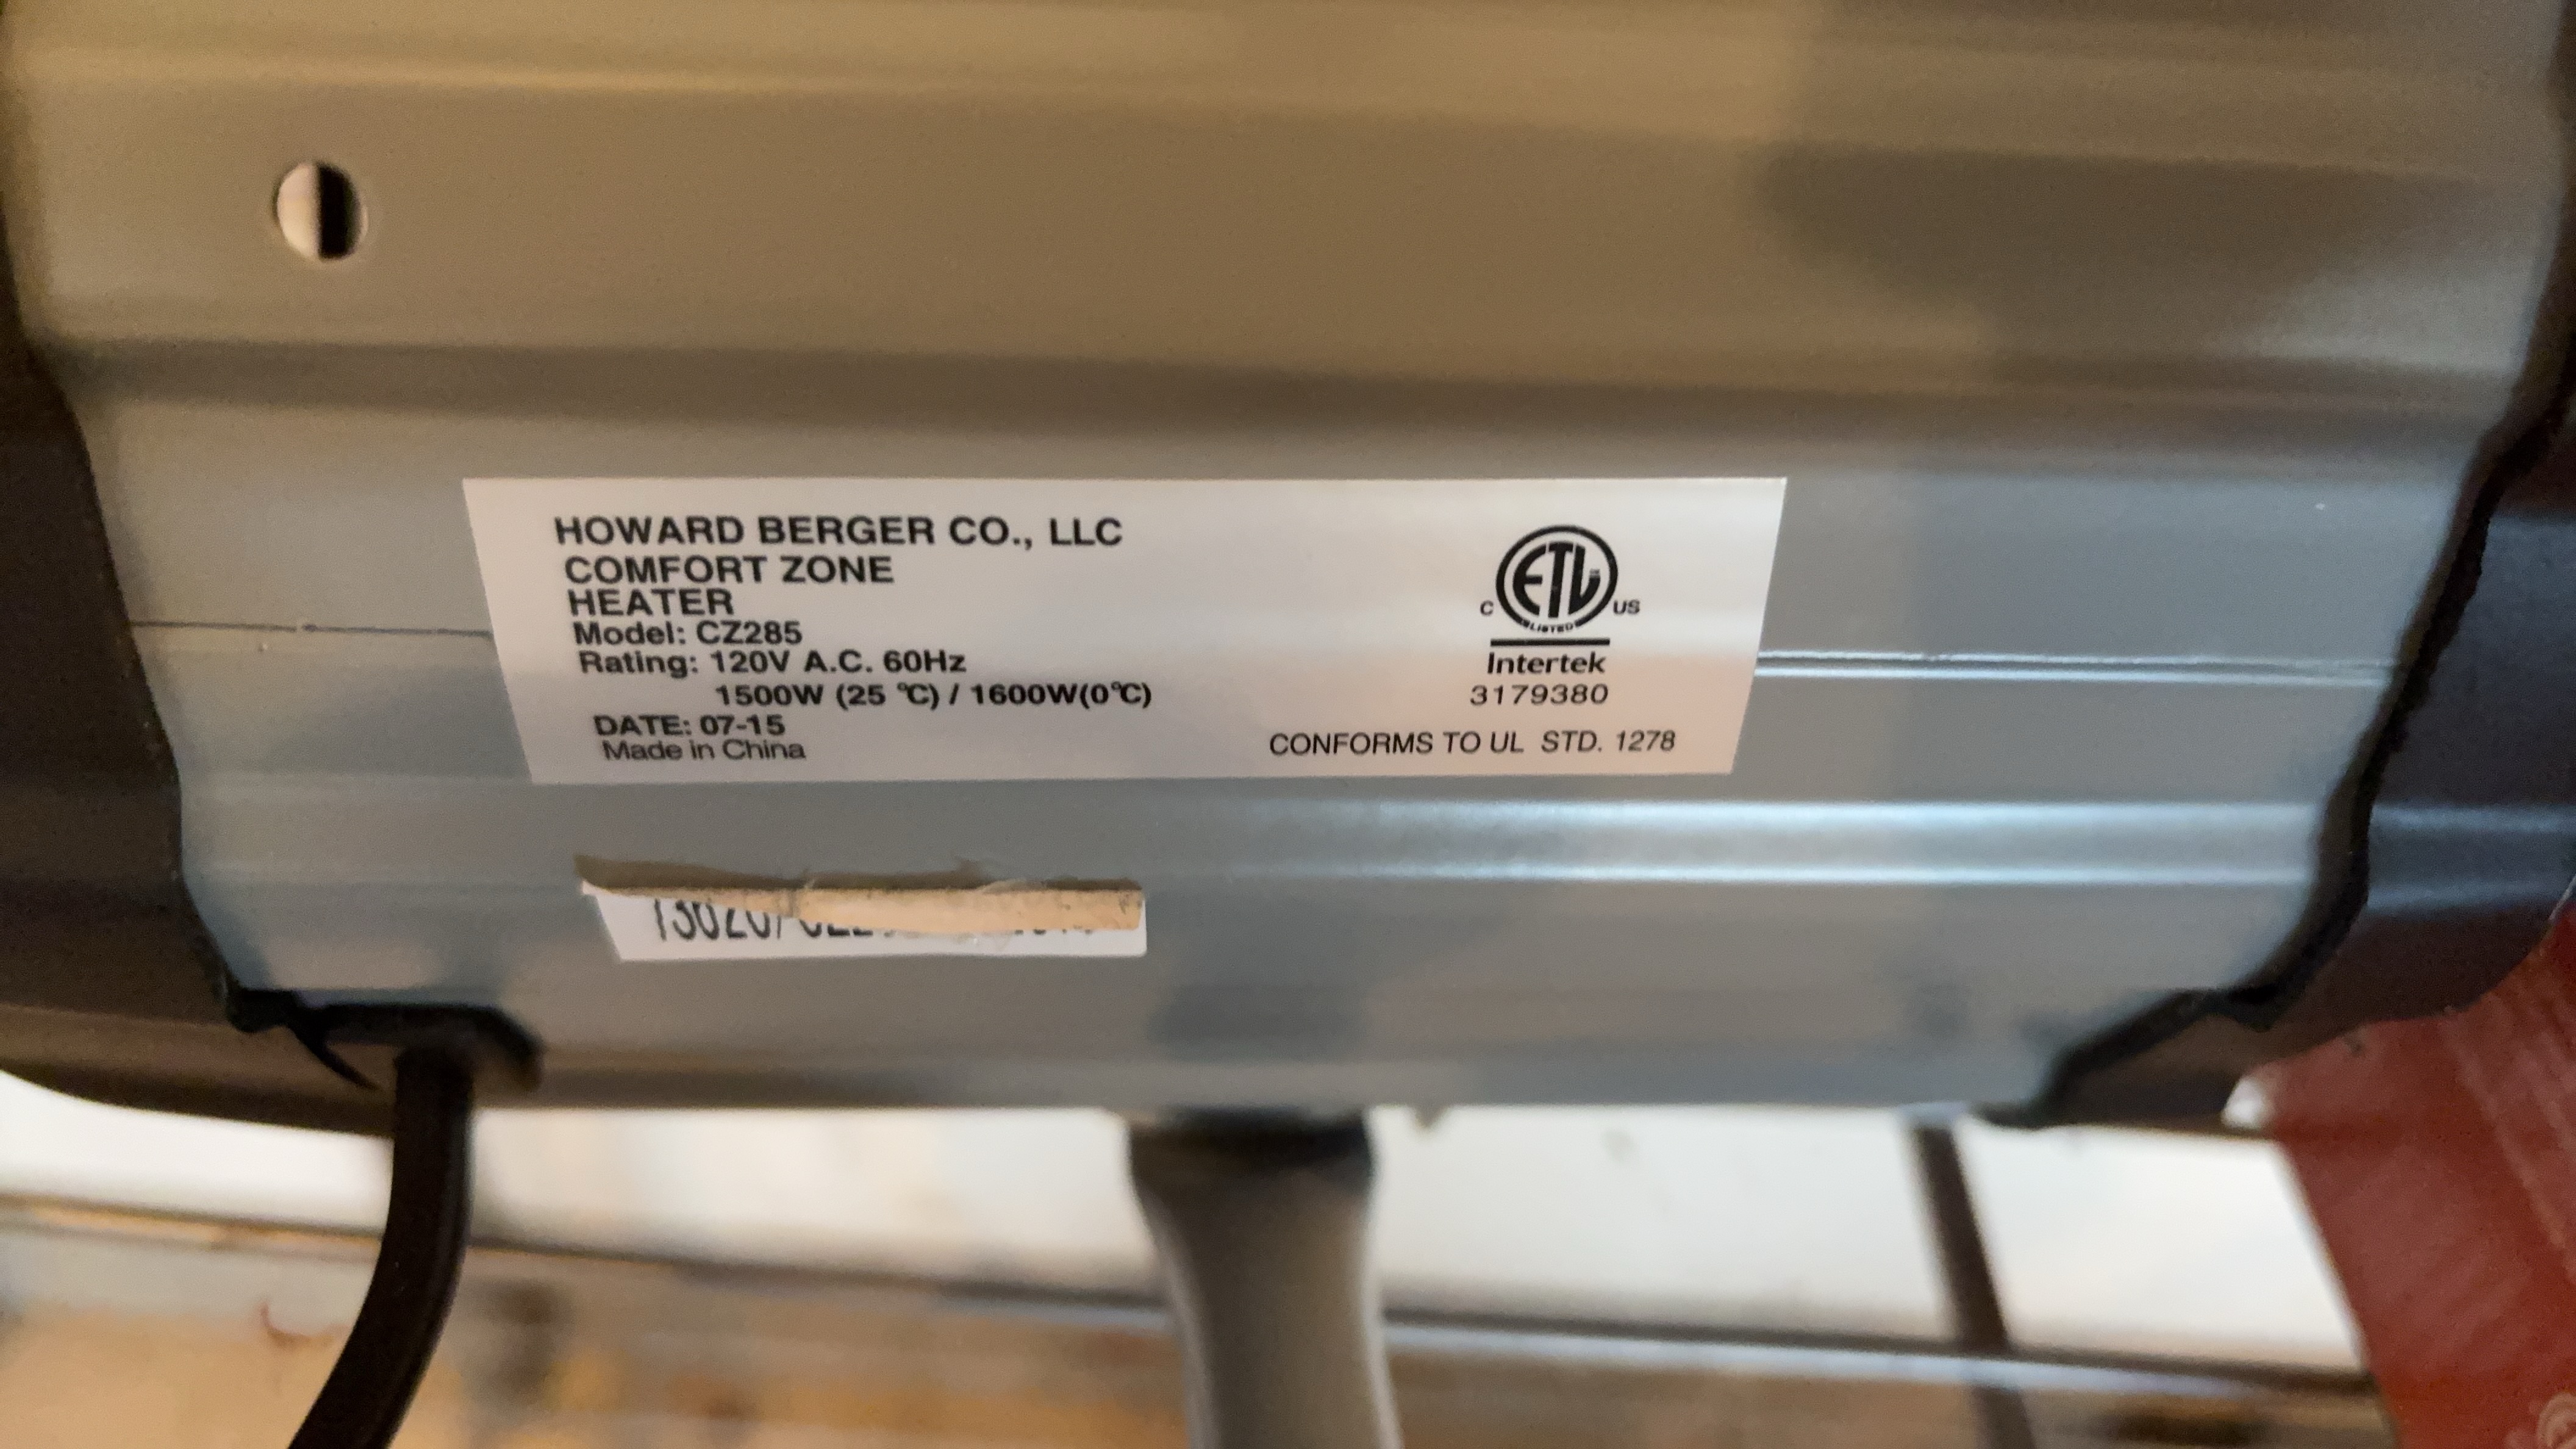 HOWARD BERGER CO., LLC
COMFORT ZONE
HEATER
Model: CZ285
Rating: 120V A.C. 60Hz
1500W (25 ℃) / 1600W(0℃)
DATE: 07-15
Made in China
ETL
C US
LISTED
Intertek
3179380
CONFORMS TO UL STD. 1278